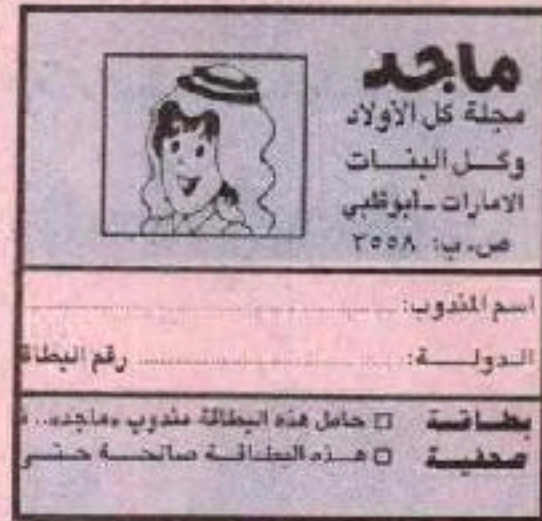 ماجد
مجلة كل الأولاد
وكل البنات
الامارات - أبوظبي
ص.ب: ٣٥٥٨
اسم المندوب:
الدولة: رقم البطاقة
بطاقة □ حامل هذه البطاقة مندوب «ماجد»..
صحفية □ هذه البطاقة صالحة حتى